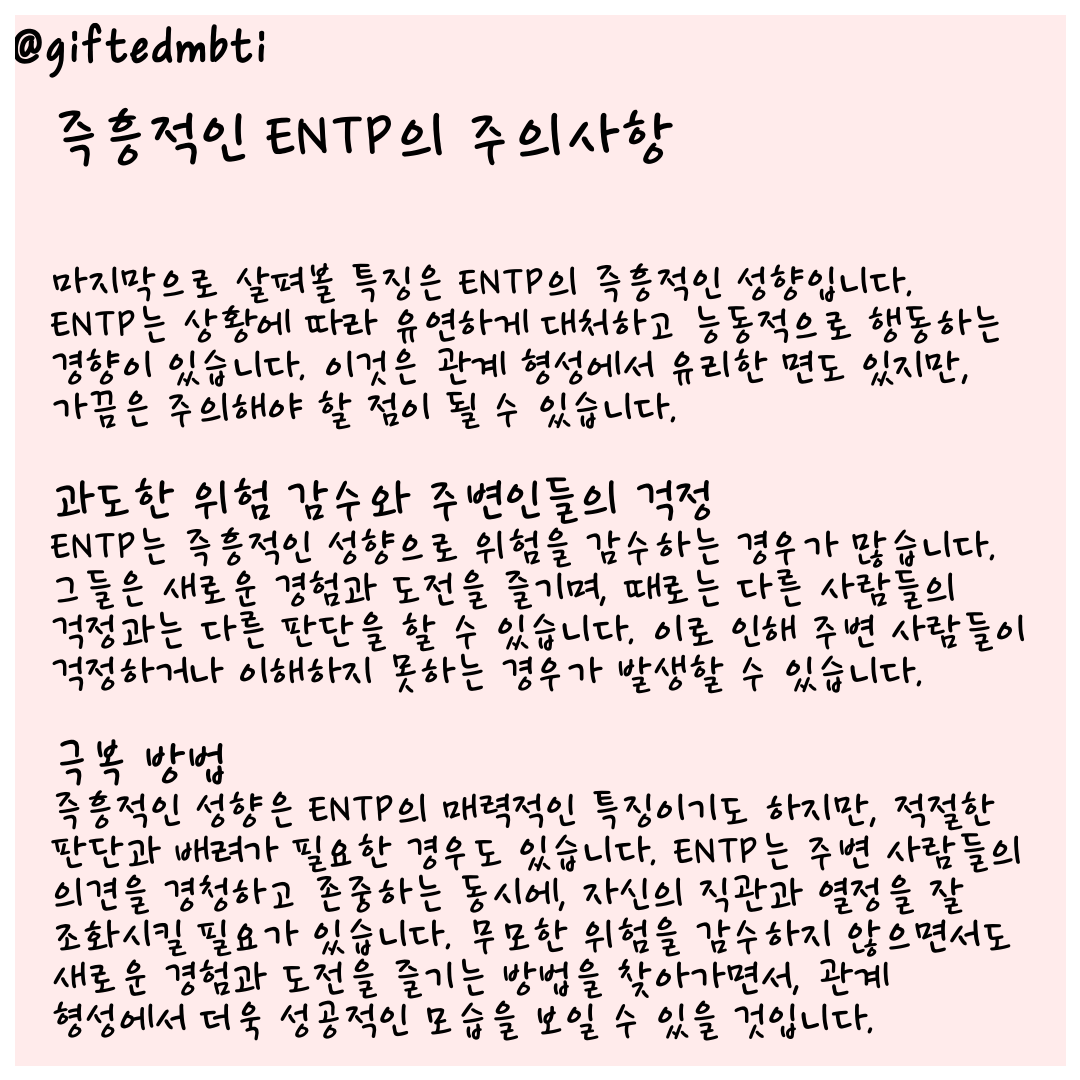 @giftedmbti
즉흥적인 ENTP의 주의사항
마지막으로 살펴볼 특징은 ENTP의 즉흥적인 성향입니다.
ENTP는 상황에 따라 유연하게 대처하고 능동적으로 행동하는
경향이 있습니다. 이것은 관계 형성에서 유리한 면도 있지만,
가끔은 주의해야 할 점이 될 수 있습니다.
과도한 위험 감수와 주변인들의 걱정
ENTP는 즉흥적인 성향으로 위험을 감수하는 경우가 많습니다.
그들은 새로운 경험과 도전을 즐기며, 때로는 다른 사람들의
걱정과는 다른 판단을 할 수 있습니다. 이로 인해 주변 사람들이
걱정하거나 이해하지 못하는 경우가 발생할 수 있습니다.
극복 방법
즉흥적인 성향은 ENTP의 매력적인 특징이기도 하지만, 적절한
판단과 배려가 필요한 경우도 있습니다. ENTP는 주변 사람들의
의견을 경청하고 존중하는 동시에, 자신의 직관과 열정을 잘
조화시킬 필요가 있습니다. 무모한 위험을 감수하지 않으면서도
새로운 경험과 도전을 즐기는 방법을 찾아가면서, 관계
형성에서 더욱 성공적인 모습을 보일 수 있을 것입니다.